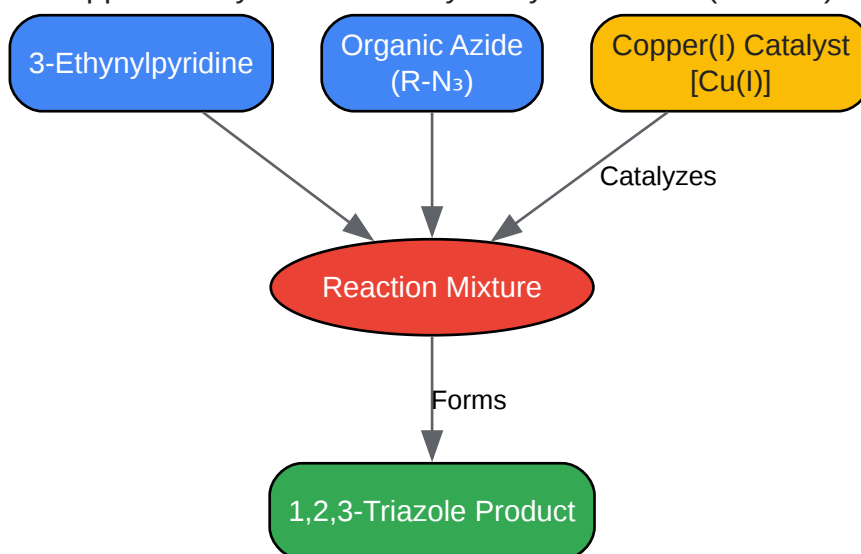 3-Ethynylpyridine
Organic Azide
(R-N₃)
Copper(I) Catalyst
[Cu(I)]
Catalyzes
Reaction Mixture
Forms
1,2,3-Triazole Product